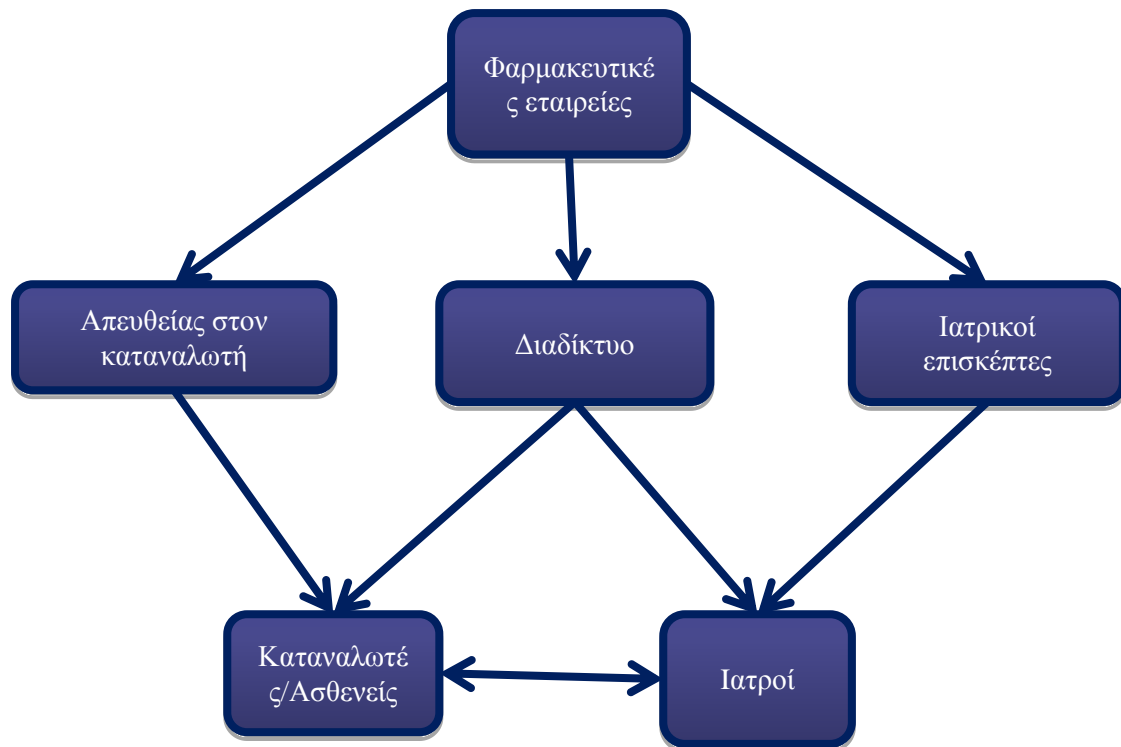 Φαρμακευτικέ
ς εταιρείες
Απευθείας στον
καταναλωτή
Διαδίκτυο
Ιατρικοί
επισκέπτες
Καταναλωτέ
ς/Ασθενείς
Ιατροί